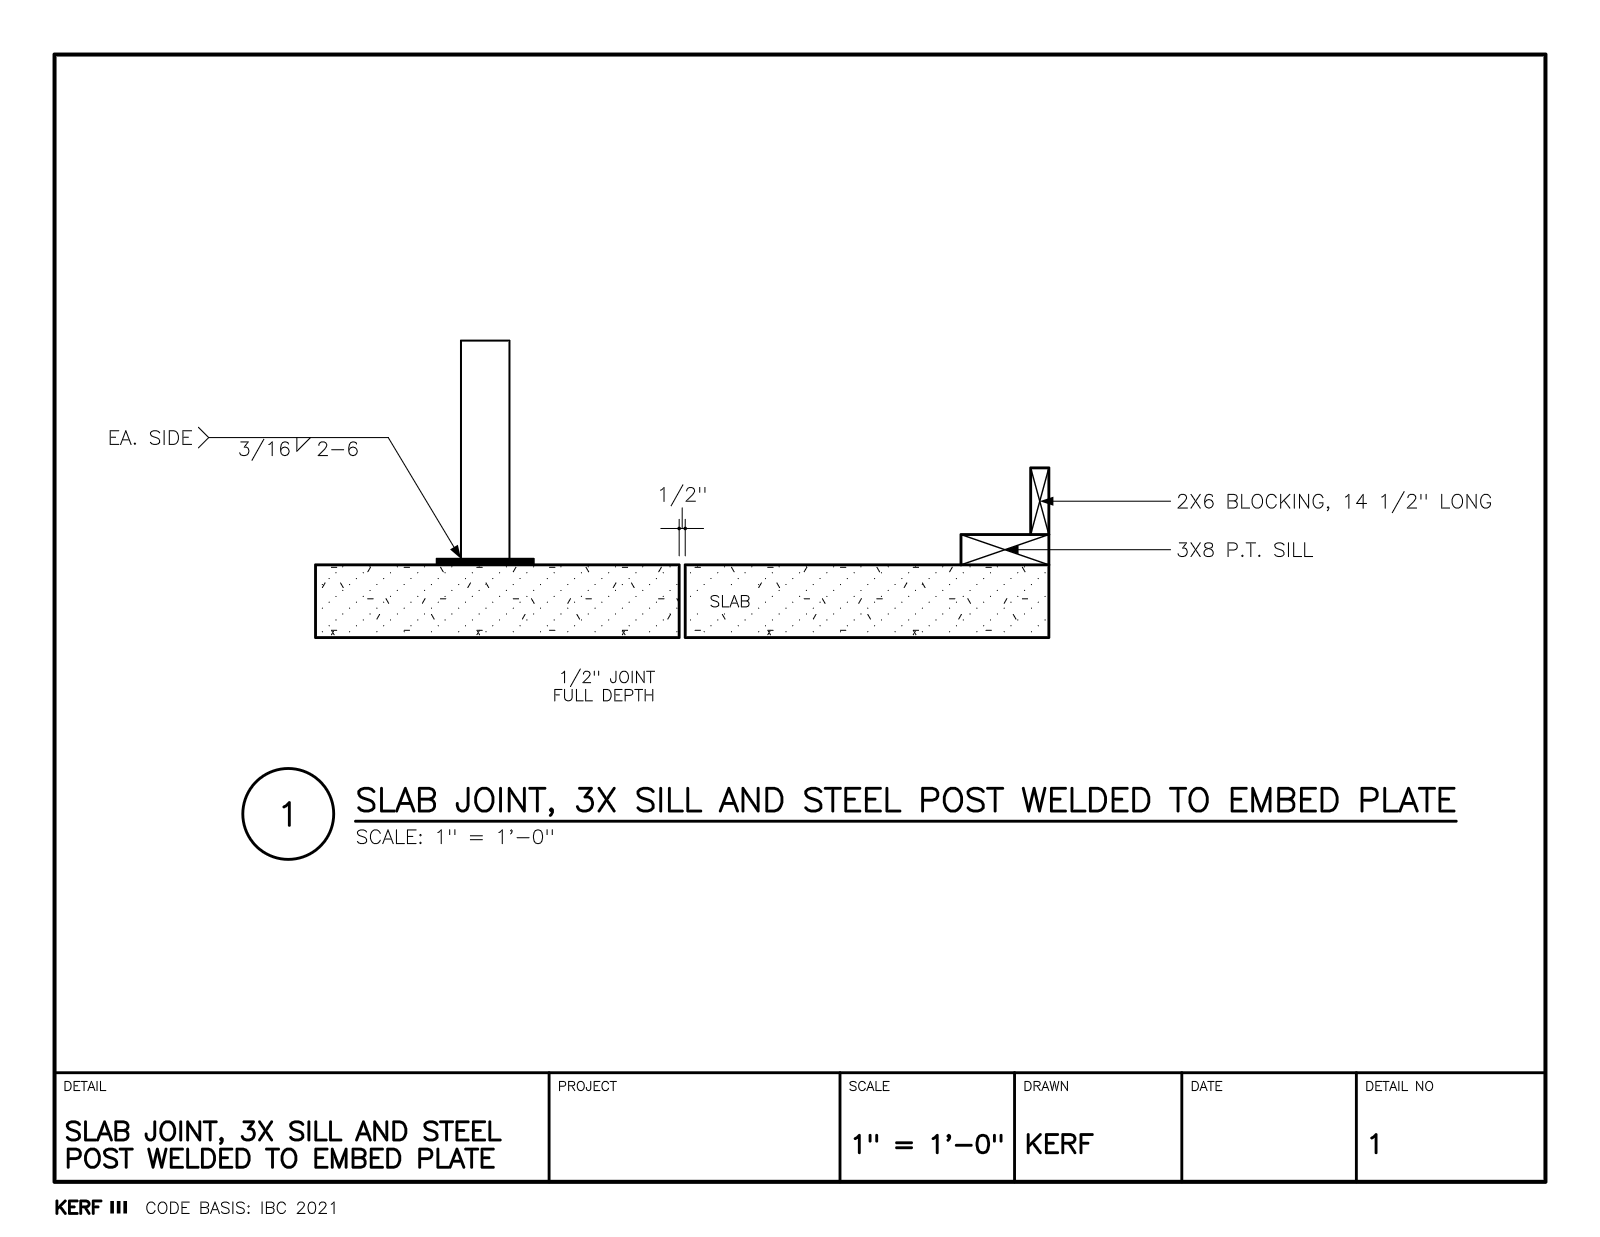 EA. SIDE
3/16 2-6
1/2"
2X6 BLOCKING, 14 1/2" LONG
3X8 P.T. SILL
SLAB
1/2" JOINT
FULL DEPTH
1
SLAB JOINT, 3X SILL AND STEEL POST WELDED TO EMBED PLATE
SCALE: 1" = 1'-0"
DETAIL
SLAB JOINT, 3X SILL AND STEEL
POST WELDED TO EMBED PLATE
PROJECT
SCALE
1" = 1'-0"
DRAWN
KERF
DATE
DETAIL NO
1
KERF III CODE BASIS: IBC 2021